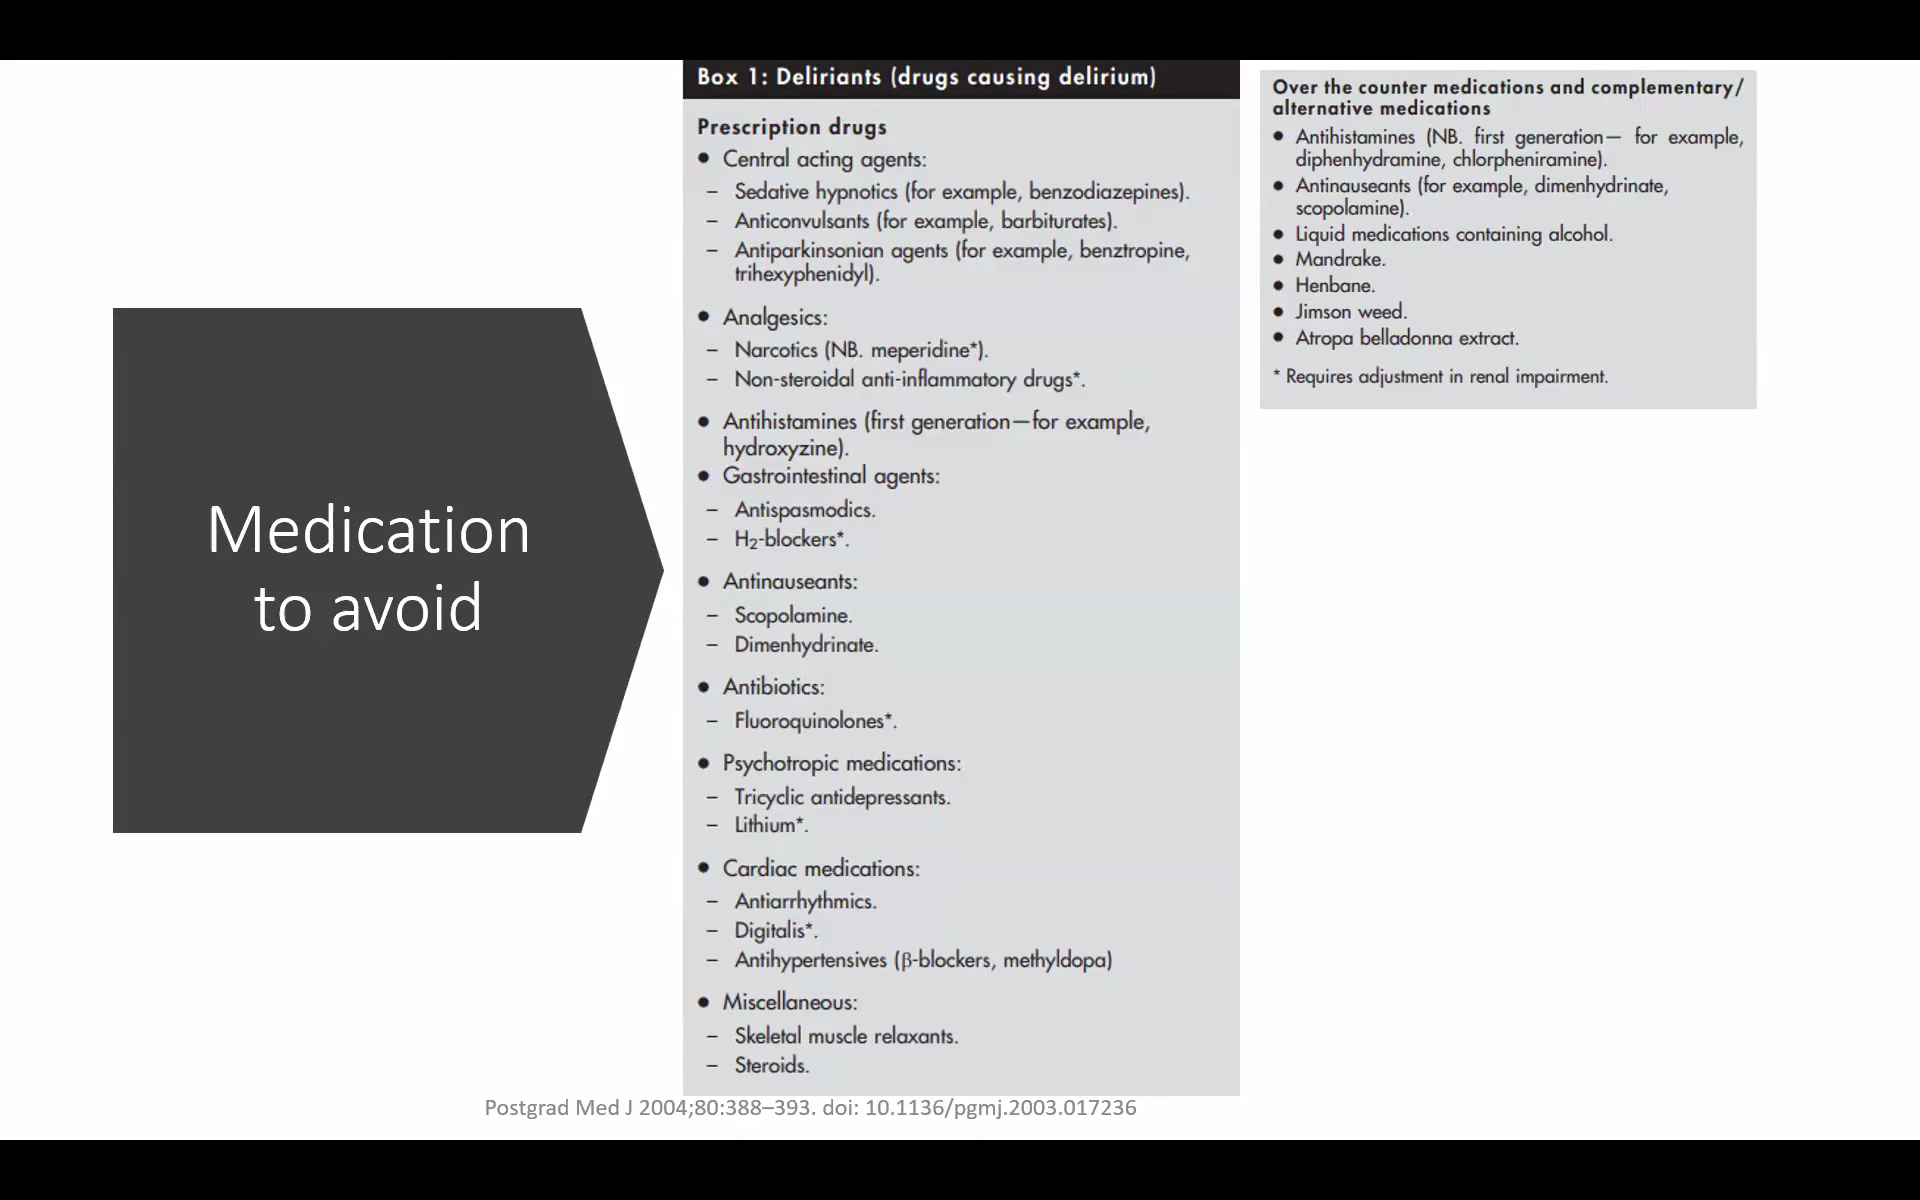 Medication
to avoid
Box 1: Deliriants (drugs causing delirium)
Prescription drugs
● Central acting agents:
– Sedative hypnotics (for example, benzodiazepines).
– Anticonvulsants (for example, barbiturates).
– Antiparkinsonian agents (for example, benztropine,
trihexyphenidyl).
● Analgesics:
– Narcotics (NB. meperidine*).
– Non-steroidal anti-inflammatory drugs*.
● Antihistamines (first generation—for example,
hydroxyzine).
● Gastrointestinal agents:
– Antispasmodics.
– H₂-blockers*.
● Antinauseants:
– Scopolamine.
– Dimenhydrinate.
● Antibiotics:
– Fluoroquinolones*.
● Psychotropic medications:
– Tricyclic antidepressants.
– Lithium*.
● Cardiac medications:
– Antiarrhythmics.
– Digitalis*.
– Antihypertensives (β-blockers, methyldopa)
● Miscellaneous:
– Skeletal muscle relaxants.
– Steroids.
Over the counter medications and complementary/
alternative medications
● Antihistamines (NB. first generation— for example,
diphenhydramine, chlorpheniramine).
● Antinauseants (for example, dimenhydrinate,
scopolamine).
● Liquid medications containing alcohol.
● Mandrake.
● Henbane.
● Jimson weed.
● Atropa belladonna extract.
* Requires adjustment in renal impairment.
Postgrad Med J 2004;80:388–393. doi: 10.1136/pgmj.2003.017236